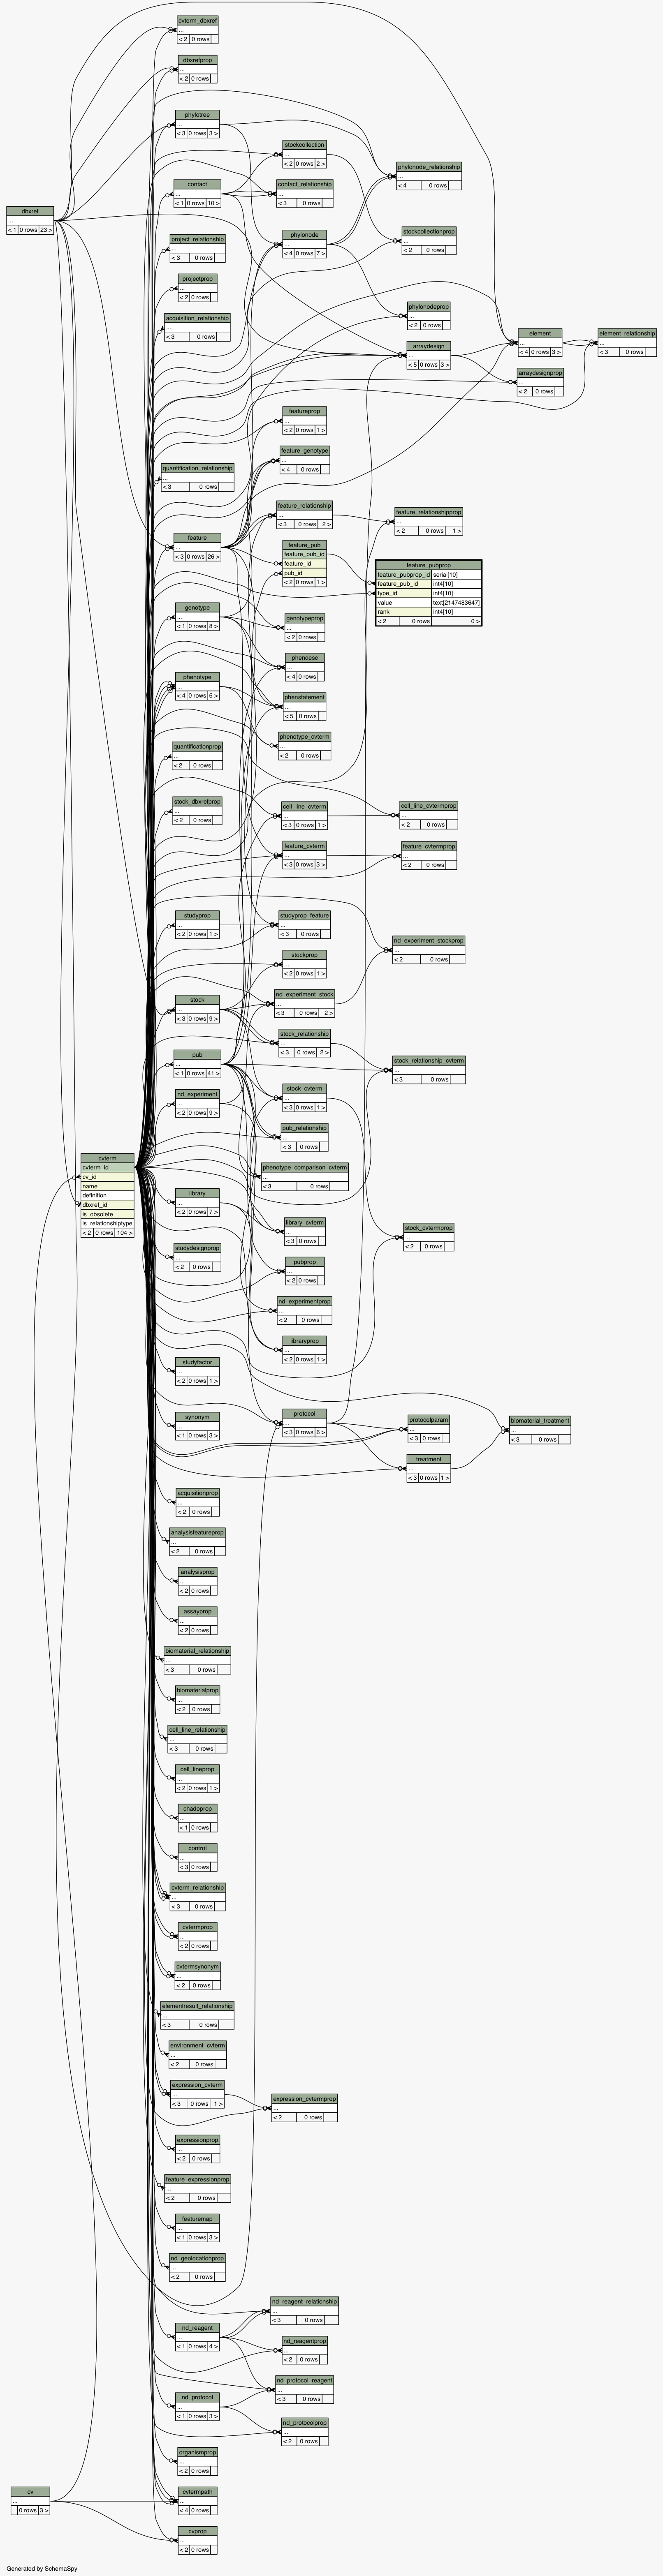 cvterm_dbxref
...
< 2 0 rows
dbxrefprop
...
< 2 0 rows
phylotree
...
< 3 0 rows 3 >
stockcollection
...
< 2 0 rows 2 >
phylonode_relationship
...
< 4 0 rows
contact
...
< 1 0 rows 10 >
contact_relationship
...
< 3 0 rows
dbxref
...
< 1 0 rows 23 >
project_relationship
...
< 3 0 rows
phylonode
...
< 4 0 rows 7 >
stockcollectionprop
...
< 2 0 rows
projectprop
...
< 2 0 rows
phylonodeprop
...
< 2 0 rows
acquisition_relationship
...
< 3 0 rows
element
...
< 4 0 rows 3 >
element_relationship
...
< 3 0 rows
arraydesign
...
< 5 0 rows 3 >
arraydesignprop
...
< 2 0 rows
featureprop
...
< 2 0 rows 1 >
feature_genotype
...
< 4 0 rows
quantification_relationship
...
< 3 0 rows
feature_relationship
...
< 3 0 rows 2 >
feature_relationshipprop
...
< 2 0 rows 1 >
feature
...
< 3 0 rows 26 >
feature_pub
feature_pub_id
feature_id
pub_id
< 2 0 rows 1 >
feature_pubprop
feature_pubprop_id serial[10]
feature_pub_id int4[10]
type_id int4[10]
value text[2147483647]
rank int4[10]
< 2 0 rows 0 >
genotype
...
< 1 0 rows 8 >
genotypeprop
...
< 2 0 rows
phendesc
...
< 4 0 rows
phenotype
...
< 4 0 rows 6 >
phenstatement
...
< 5 0 rows
phenotype_cvterm
...
< 2 0 rows
quantificationprop
...
< 2 0 rows
stock_dbxrefprop
...
< 2 0 rows
cell_line_cvterm
...
< 3 0 rows 1 >
cell_line_cvtermprop
...
< 2 0 rows
feature_cvterm
...
< 3 0 rows 3 >
feature_cvtermprop
...
< 2 0 rows
studyprop
...
< 2 0 rows 1 >
studyprop_feature
...
< 3 0 rows
nd_experiment_stockprop
...
< 2 0 rows
stockprop
...
< 2 0 rows 1 >
stock
...
< 3 0 rows 9 >
nd_experiment_stock
...
< 3 0 rows 2 >
stock_relationship
...
< 3 0 rows 2 >
pub
...
< 1 0 rows 41 >
stock_relationship_cvterm
...
< 3 0 rows
nd_experiment
...
< 2 0 rows 9 >
stock_cvterm
...
< 3 0 rows 1 >
pub_relationship
...
< 3 0 rows
cvterm
cvterm_id
cv_id
name
definition
dbxref_id
is_obsolete
is_relationshiptype
< 2 0 rows 104 >
phenotype_comparison_cvterm
...
< 3 0 rows
library
...
< 2 0 rows 7 >
library_cvterm
...
< 3 0 rows
stock_cvtermprop
...
< 2 0 rows
studydesignprop
...
< 2 0 rows
pubprop
...
< 2 0 rows
nd_experimentprop
...
< 2 0 rows
libraryprop
...
< 2 0 rows 1 >
studyfactor
...
< 2 0 rows 1 >
synonym
...
< 1 0 rows 3 >
protocol
...
< 3 0 rows 6 >
protocolparam
...
< 3 0 rows
biomaterial_treatment
...
< 3 0 rows
treatment
...
< 3 0 rows 1 >
acquisitionprop
...
< 2 0 rows
analysisfeatureprop
...
< 2 0 rows
analysisprop
...
< 2 0 rows
assayprop
...
< 2 0 rows
biomaterial_relationship
...
< 3 0 rows
biomaterialprop
...
< 2 0 rows
cell_line_relationship
...
< 3 0 rows
cell_lineprop
...
< 2 0 rows 1 >
chadoprop
...
< 1 0 rows
control
...
< 3 0 rows
cvterm_relationship
...
< 3 0 rows
cvtermprop
...
< 2 0 rows
cvtermsynonym
...
< 2 0 rows
elementresult_relationship
...
< 3 0 rows
environment_cvterm
...
< 2 0 rows
expression_cvterm
...
< 3 0 rows 1 >
expression_cvtermprop
...
< 2 0 rows
expressionprop
...
< 2 0 rows
feature_expressionprop
...
< 2 0 rows
featuremap
...
< 1 0 rows 3 >
nd_geolocationprop
...
< 2 0 rows
nd_reagent_relationship
...
< 3 0 rows
nd_reagent
...
< 1 0 rows 4 >
nd_reagentprop
...
< 2 0 rows
nd_protocol_reagent
...
< 3 0 rows
nd_protocol
...
< 1 0 rows 3 >
nd_protocolprop
...
< 2 0 rows
organismprop
...
< 2 0 rows
cv
...
0 rows 3 >
cvtermpath
...
< 4 0 rows
cvprop
...
< 2 0 rows
Generated by SchemaSpy